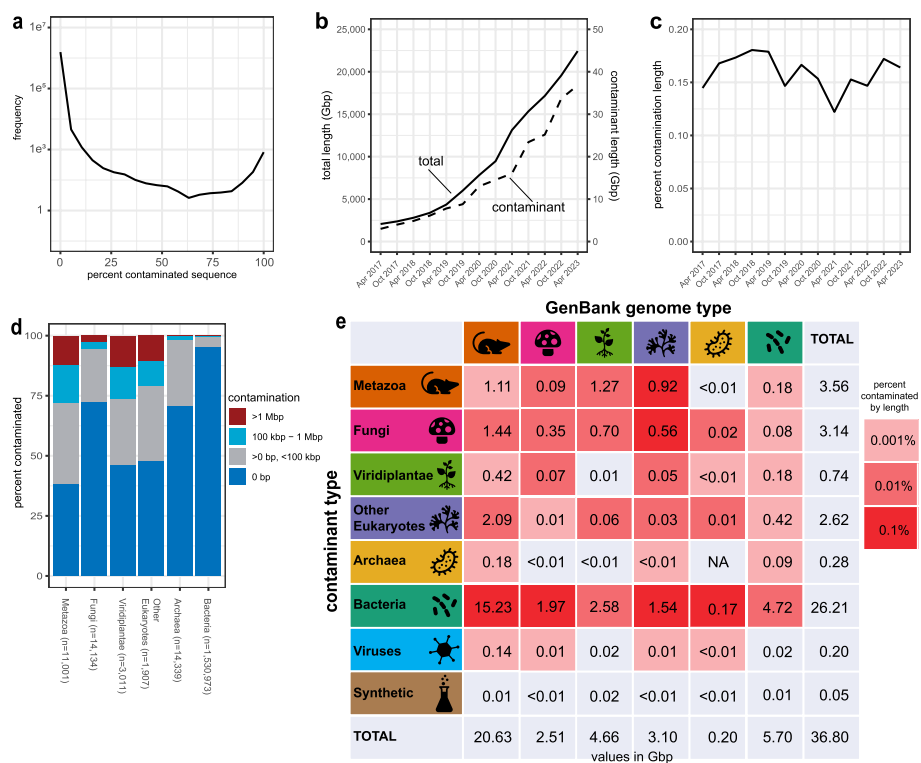 a
1e⁷
1e⁵
1e³
1
frequency
0
25
50
75
100
percent contaminated sequence
b
25,000
20,000
15,000
10,000
5,000
0
total length (Gbp)
50
40
30
20
10
0
contaminant length (Gbp)
total
contaminant
Apr 2017
Oct 2017
Apr 2018
Oct 2018
Apr 2019
Oct 2019
Apr 2020
Oct 2020
Apr 2021
Oct 2021
Apr 2022
Oct 2022
Apr 2023
c
0.20
0.15
0.10
0.05
0.00
percent contamination length
Apr 2017
Oct 2017
Apr 2018
Oct 2018
Apr 2019
Oct 2019
Apr 2020
Oct 2020
Apr 2021
Oct 2021
Apr 2022
Oct 2022
Apr 2023
d
100
75
50
25
0
percent contaminated
Metazoa (n=11,001)
Fungi (n=14,134)
Viridiplantae (n=3,011)
Other
Eukaryotes (n=1,907)
Archaea (n=14,339)
Bacteria (n=1,530,973)
contamination
>1 Mbp
100 kbp − 1 Mbp
>0 bp, <100 kbp
0 bp
e
GenBank genome type
contaminant type
TOTAL
Metazoa 1.11 0.09 1.27 0.92 <0.01 0.18 3.56
Fungi 1.44 0.35 0.70 0.56 0.02 0.08 3.14
Viridiplantae 0.42 0.07 0.01 0.05 <0.01 0.18 0.74
Other
Eukaryotes 2.09 0.01 0.06 0.03 0.01 0.42 2.62
Archaea 0.18 <0.01 <0.01 <0.01 NA 0.09 0.28
Bacteria 15.23 1.97 2.58 1.54 0.17 4.72 26.21
Viruses 0.14 0.01 0.02 0.01 <0.01 0.02 0.20
Synthetic 0.01 <0.01 0.02 <0.01 <0.01 0.01 0.05
TOTAL 20.63 2.51 4.66 3.10 0.20 5.70 36.80
values in Gbp
percent
contaminated
by length
0.001%
0.01%
0.1%